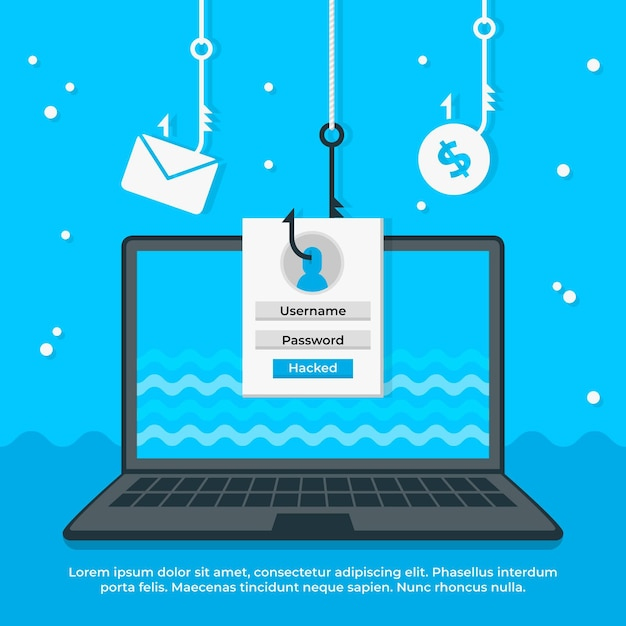 $
Username
Password
Hacked
Lorem ipsum dolor sit amet, consectetur adipiscing elit. Phasellus interdum
porta felis. Maecenas malesuada neque sapien. Nunc rhoncus nulla.